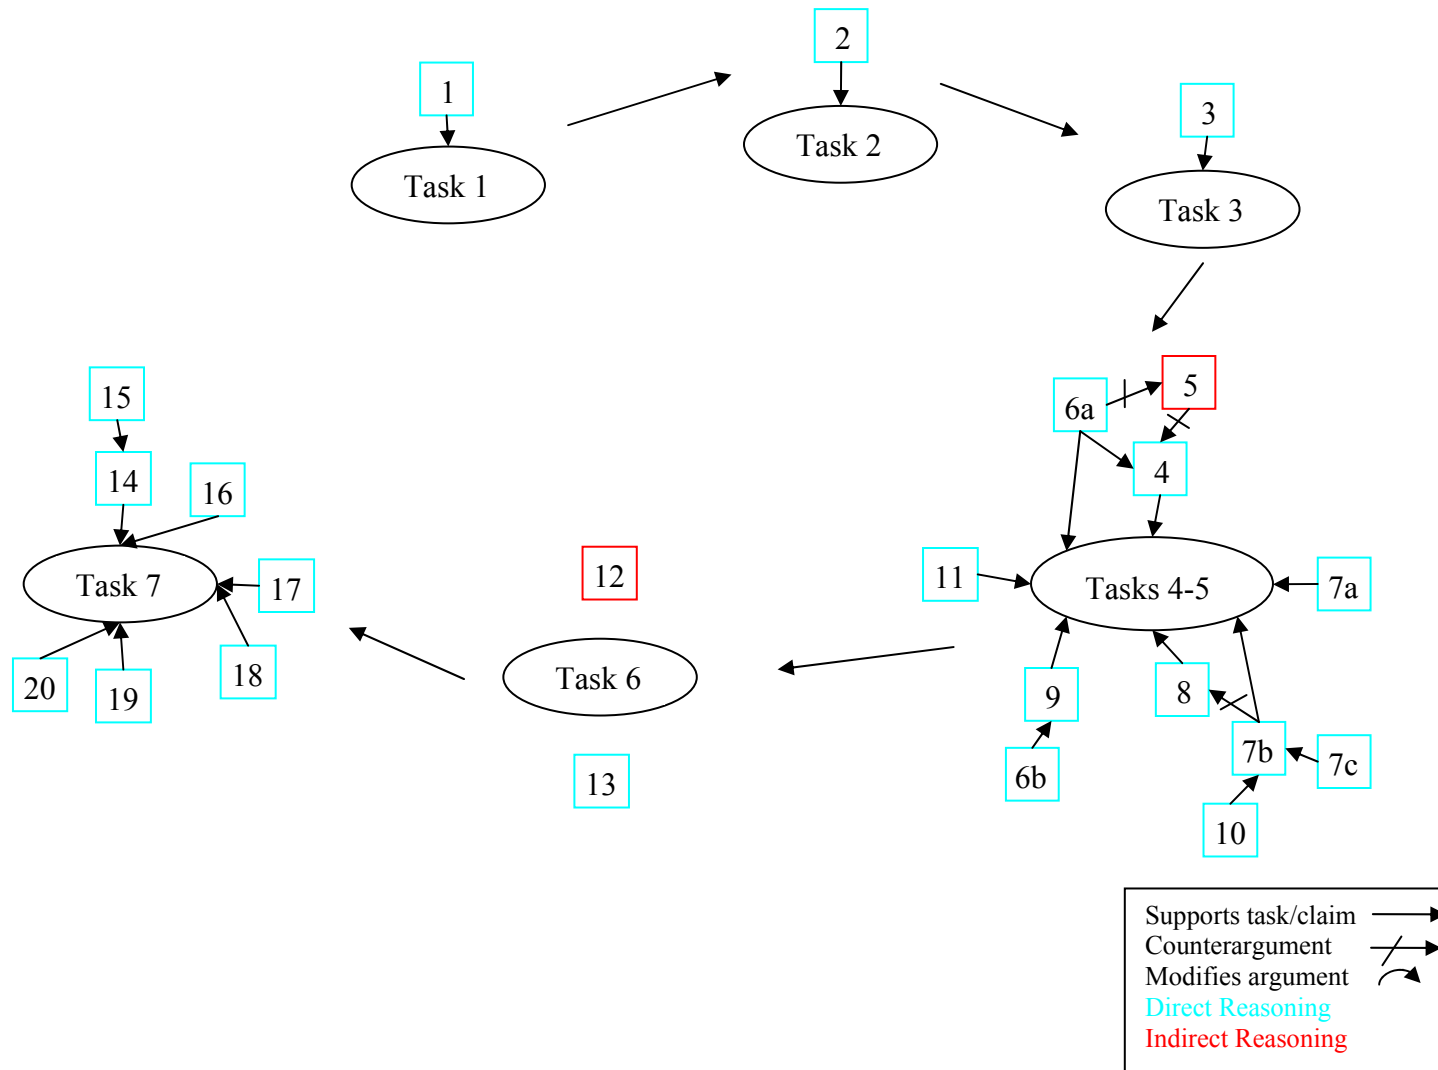 2
1
3
Task 2
Task 1
Task 3
5
15
6a
4
14
16
12
11
Task 7
17
Tasks 4-5
7a
Task 6
20
19
18
9
8
7b
7c
13
6b
10
Supports task/claim
Counterargument
Modifies argument
Direct Reasoning
Indirect Reasoning